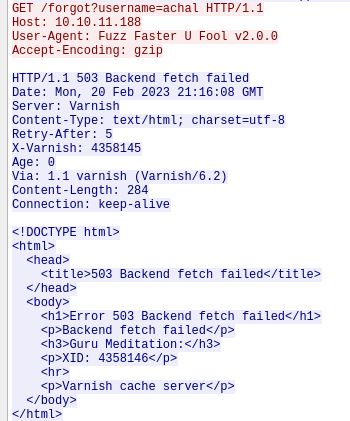 GET /forgot?username=achal HTTP/1.1
Host: 10.10.11.188
User-Agent: Fuzz Faster U Fool v2.0.0
Accept-Encoding: gzip
HTTP/1.1 503 Backend fetch failed
Date: Mon, 20 Feb 2023 21:16:08 GMT
Server: Varnish
Content-Type: text/html; charset=utf-8
Retry-After: 5
X-Varnish: 4358145
Age: 0
Via: 1.1 varnish (Varnish/6.2)
Content-Length: 284
Connection: keep-alive
<!DOCTYPE html>
<html>
  <head>
    <title>503 Backend fetch failed</title>
  </head>
  <body>
    <h1>Error 503 Backend fetch failed</h1>
    <p>Backend fetch failed</p>
    <h3>Guru Meditation:</h3>
    <p>XID: 4358146</p>
    <hr>
    <p>Varnish cache server</p>
  </body>
</html>